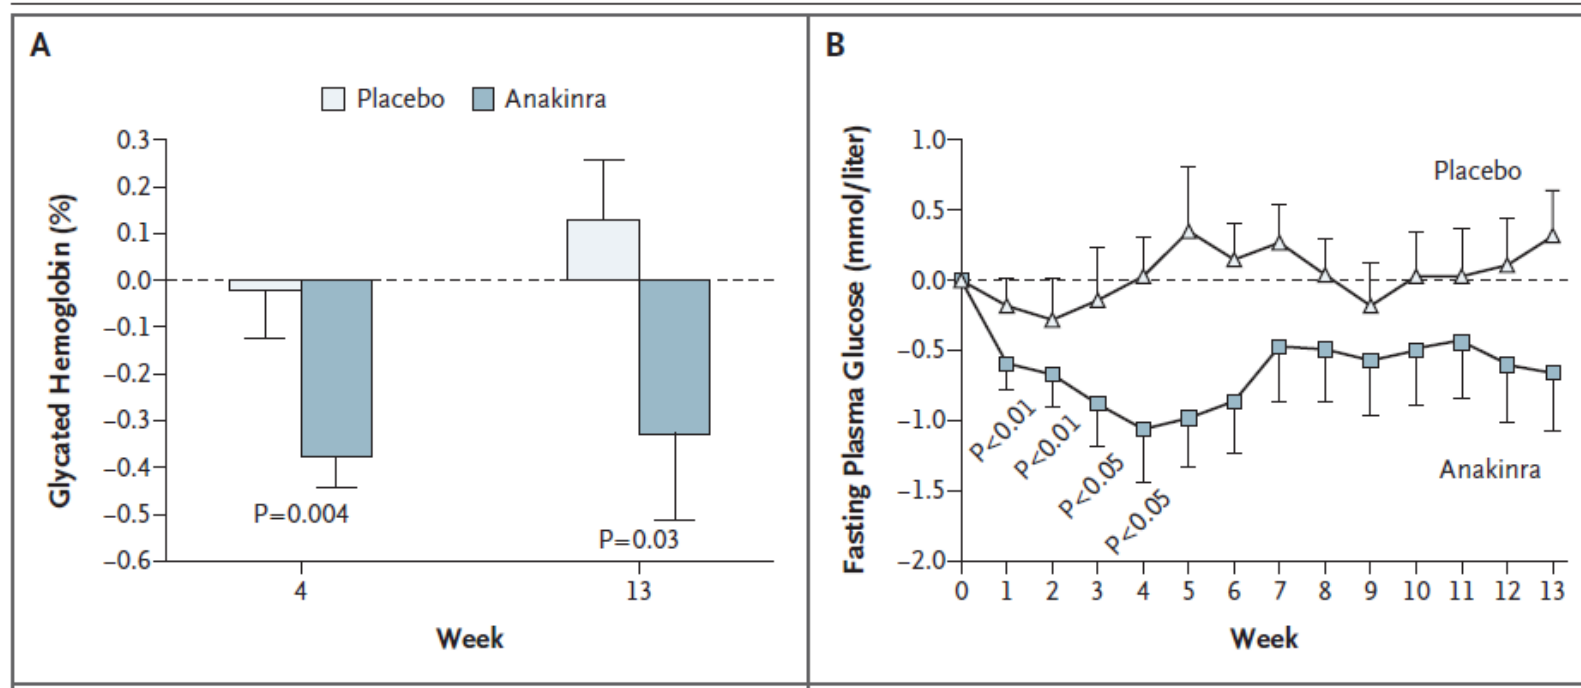 A
Placebo
Anakinra
Glycated Hemoglobin (%)
0.3
0.2
0.1
0.0
−0.1
−0.2
−0.3
−0.4
−0.5
−0.6
P=0.004
P=0.03
4
13
Week
B
Fasting Plasma Glucose (mmol/liter)
1.0
0.5
0.0
−0.5
−1.0
−1.5
−2.0
Placebo
P<0.01
P<0.01
P<0.05
P<0.05
Anakinra
0 1 2 3 4 5 6 7 8 9 10 11 12 13
Week